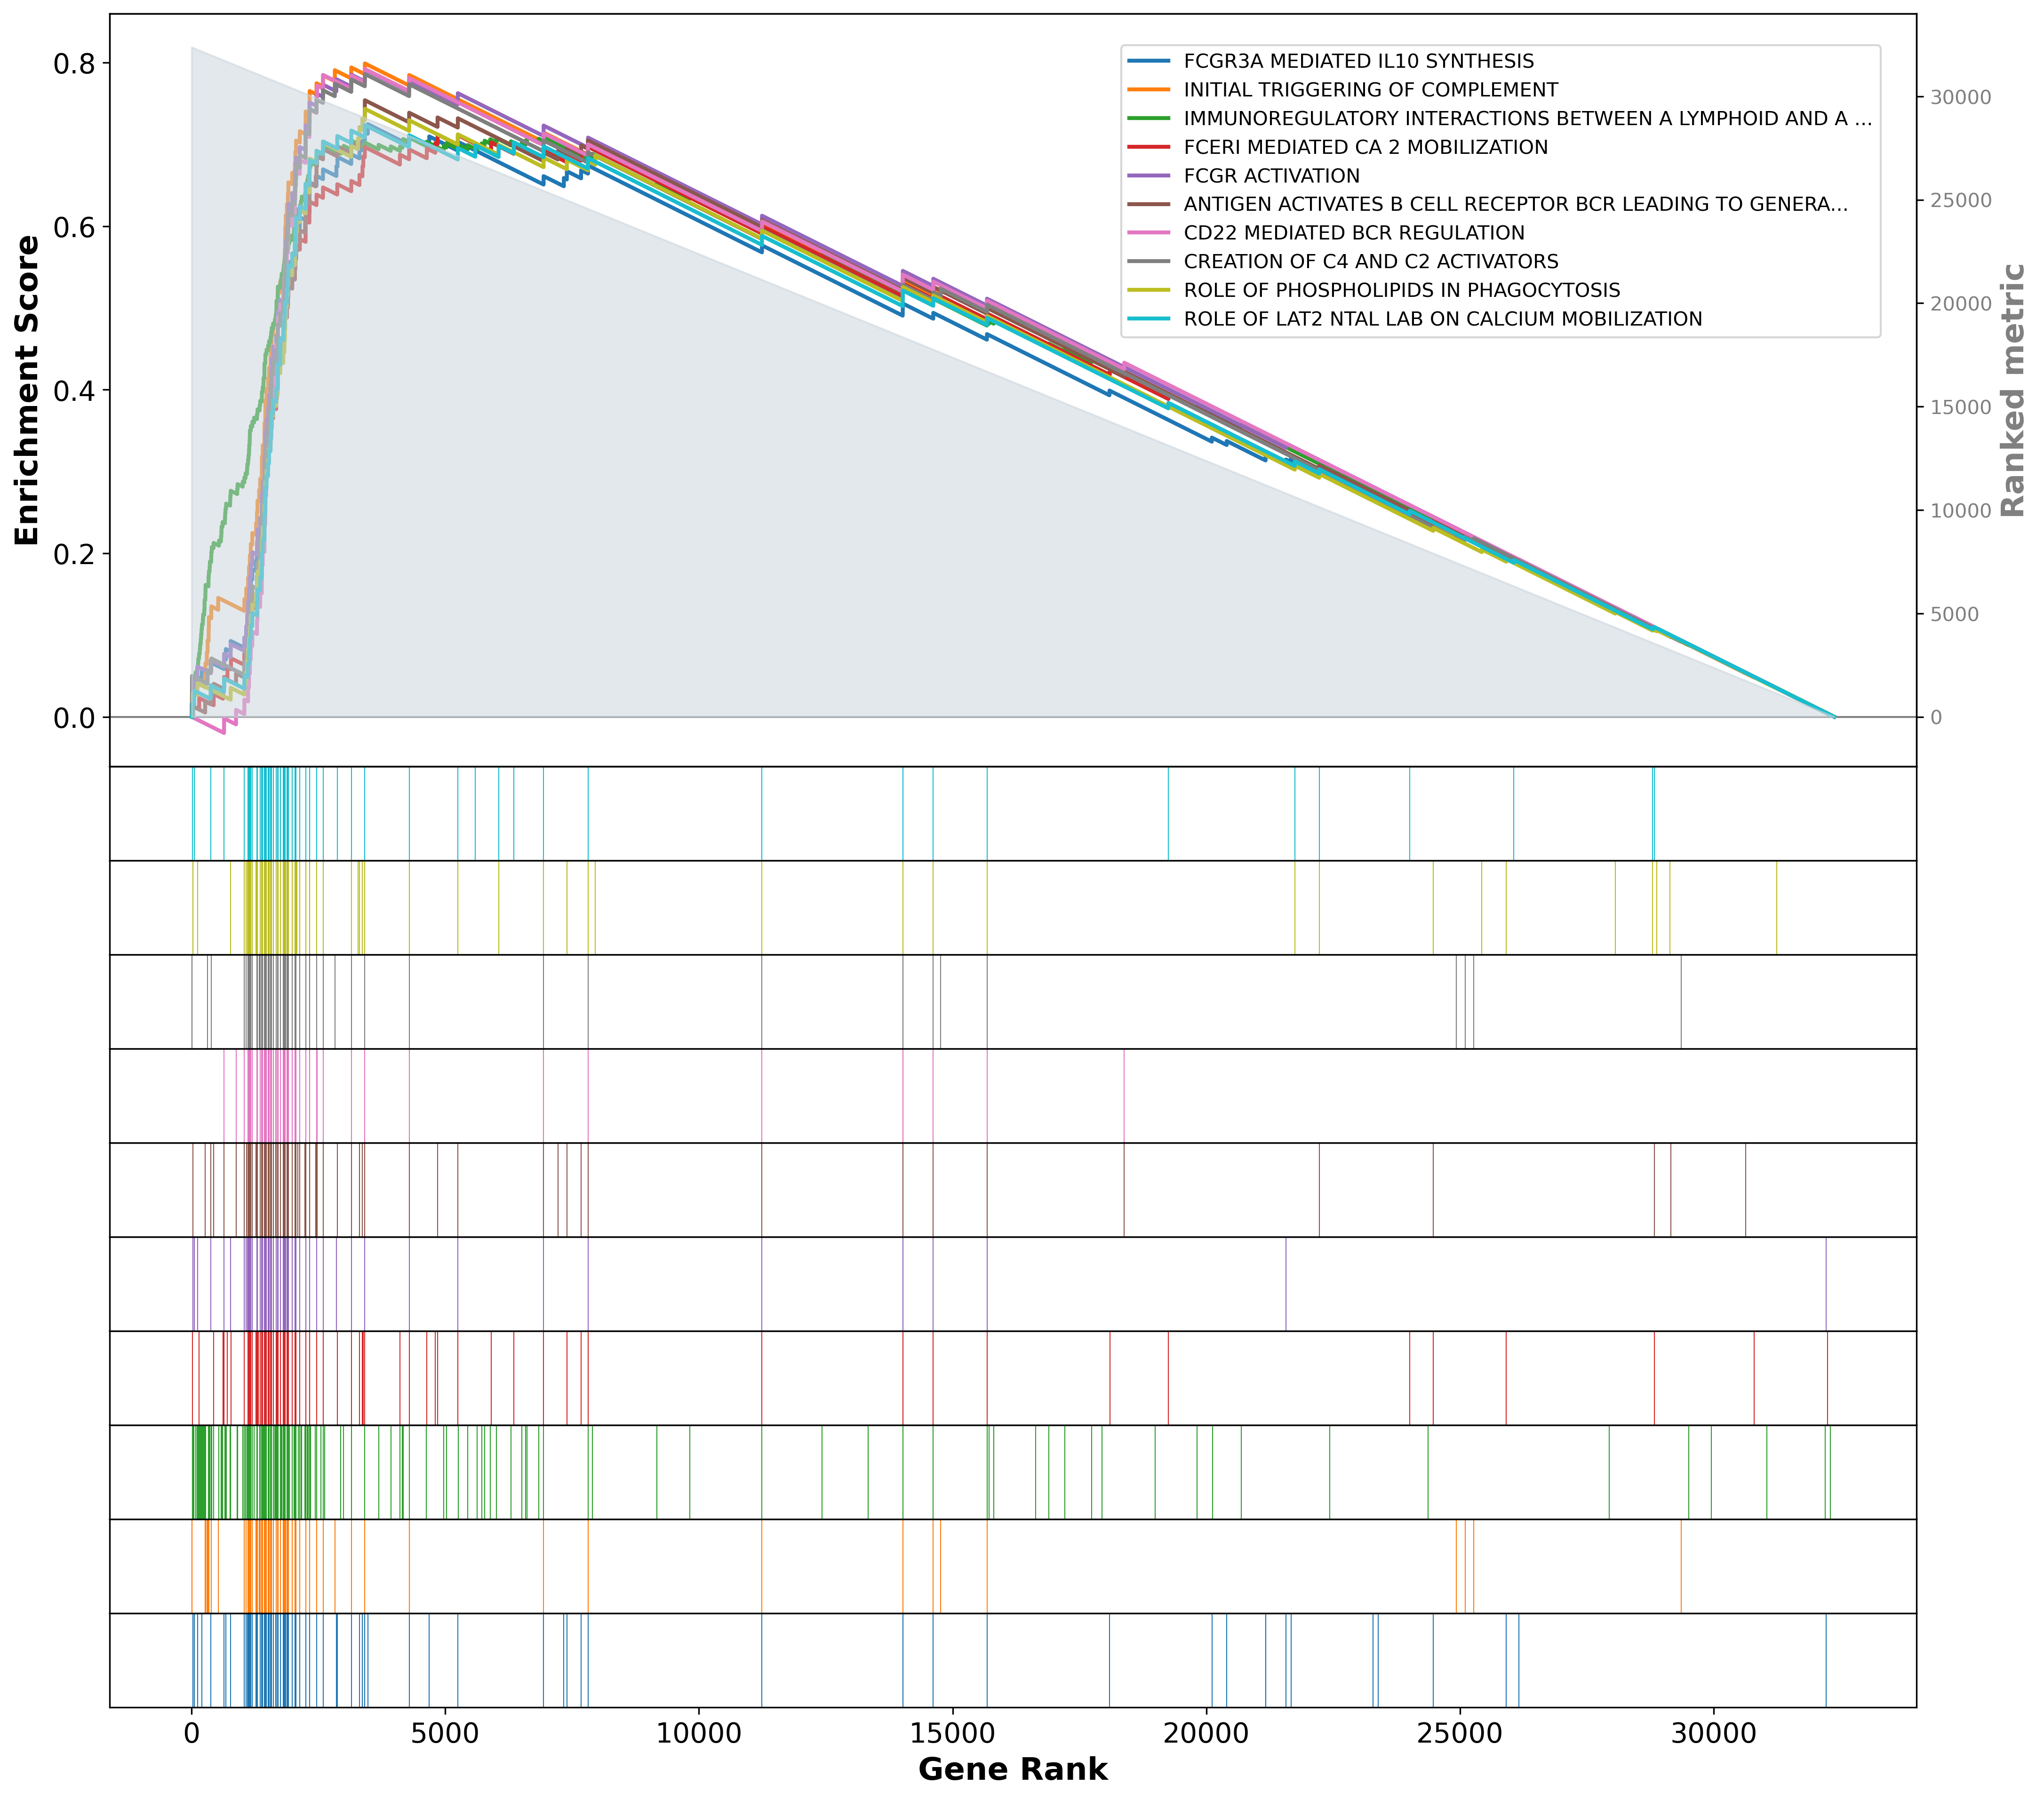 0.8
0.6
0.4
0.2
0.0
Enrichment Score
FCGR3A MEDIATED IL10 SYNTHESIS
INITIAL TRIGGERING OF COMPLEMENT
IMMUNOREGULATORY INTERACTIONS BETWEEN A LYMPHOID AND A ...
FCERI MEDIATED CA 2 MOBILIZATION
FCGR ACTIVATION
ANTIGEN ACTIVATES B CELL RECEPTOR BCR LEADING TO GENERA...
CD22 MEDIATED BCR REGULATION
CREATION OF C4 AND C2 ACTIVATORS
ROLE OF PHOSPHOLIPIDS IN PHAGOCYTOSIS
ROLE OF LAT2 NTAL LAB ON CALCIUM MOBILIZATION
30000
25000
20000
15000
10000
5000
0
Ranked metric
0 5000 10000 15000 20000 25000 30000
Gene Rank